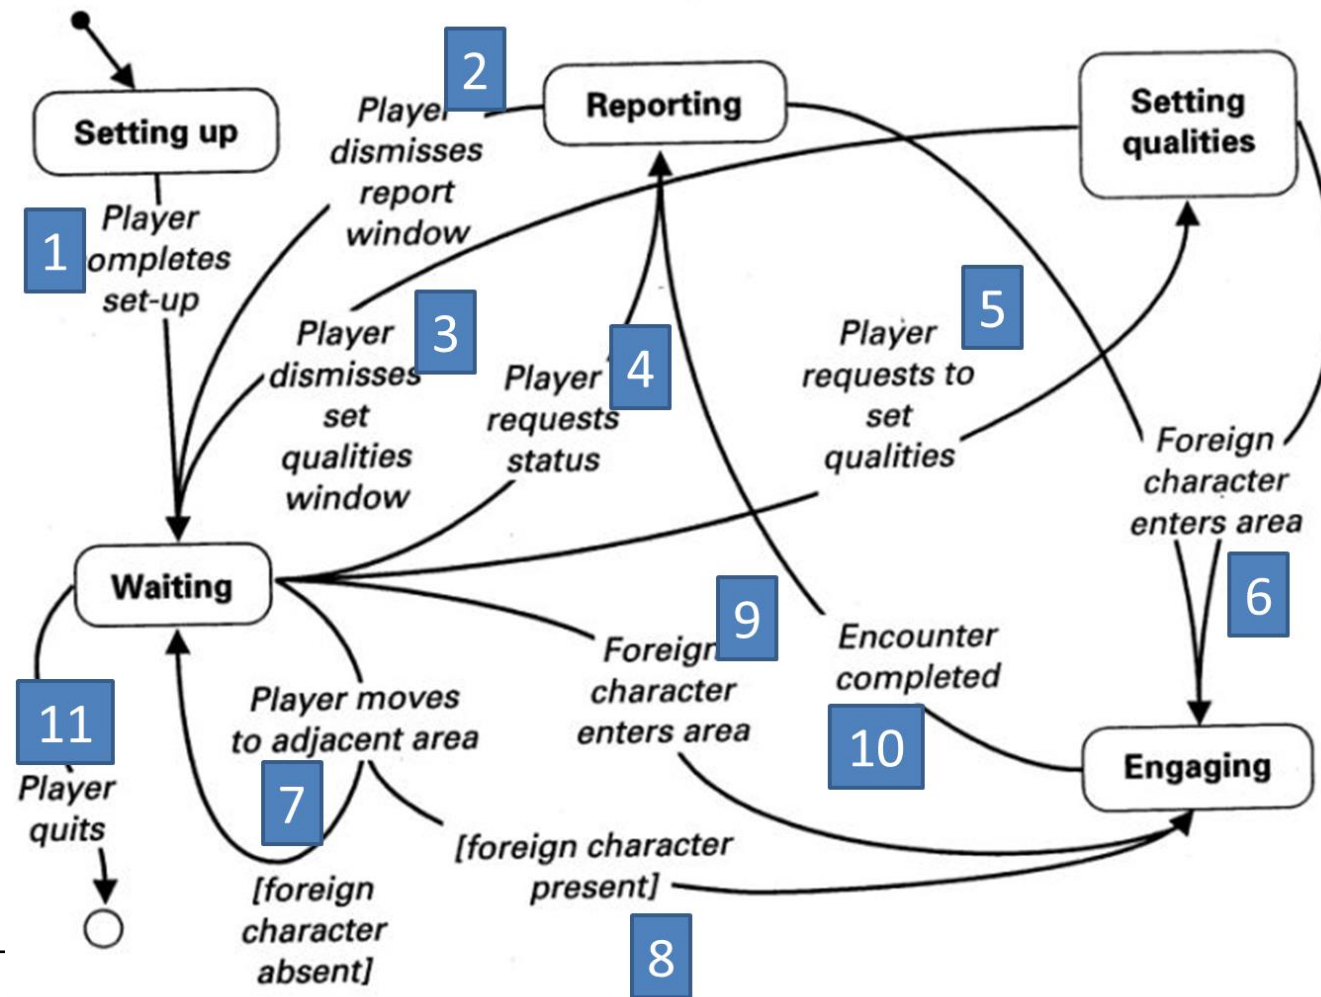 Setting up
1
Player
ompletes
set-up
2
Player
dismisses
report
window
Reporting
Setting
qualities
Player
dismisses
set
qualities
window
3
Player
requests
status
4
Player
requests to
set
qualities
5
Foreign
character
enters area
6
Waiting
Player moves
to adjacent area
7
[foreign
character
absent]
[foreign character
present]
8
Foreign
character
enters area
9
Encounter
completed
10
Engaging
11
Player
quits